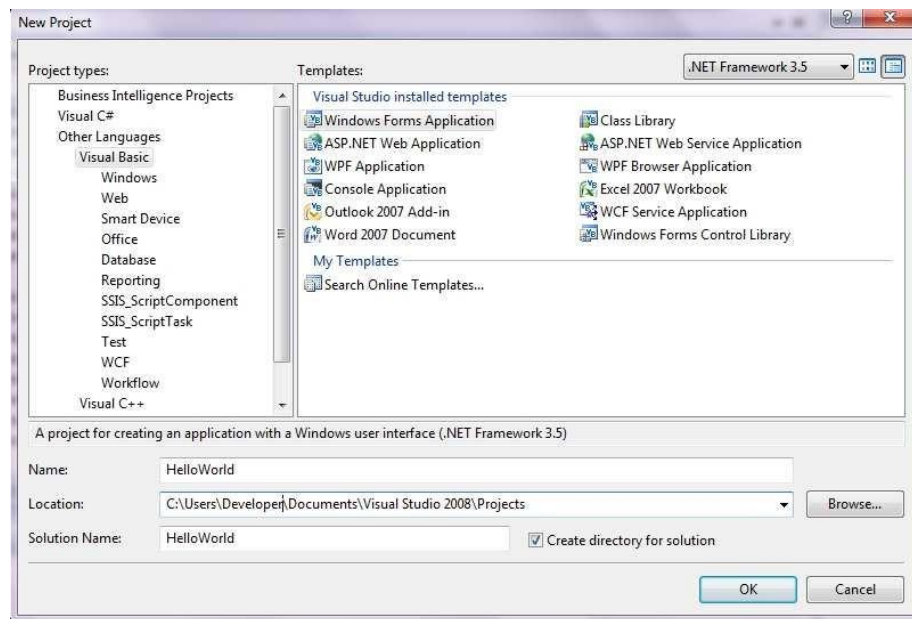 New Project
Project types:
Templates:
.NET Framework 3.5
Business Intelligence Projects
Visual C#
Other Languages
Visual Basic
Windows
Web
Smart Device
Office
Database
Reporting
SSIS_ScriptComponent
SSIS_ScriptTask
Test
WCF
Workflow
Visual C++
Visual Studio installed templates
Windows Forms Application
Class Library
ASP.NET Web Application
ASP.NET Web Service Application
WPF Application
WPF Browser Application
Console Application
Excel 2007 Workbook
Outlook 2007 Add-in
WCF Service Application
Word 2007 Document
Windows Forms Control Library
My Templates
Search Online Templates...
A project for creating an application with a Windows user interface (.NET Framework 3.5)
Name:
HelloWorld
Location:
C:\Users\Developer\Documents\Visual Studio 2008\Projects
Browse...
Solution Name:
HelloWorld
Create directory for solution
OK
Cancel